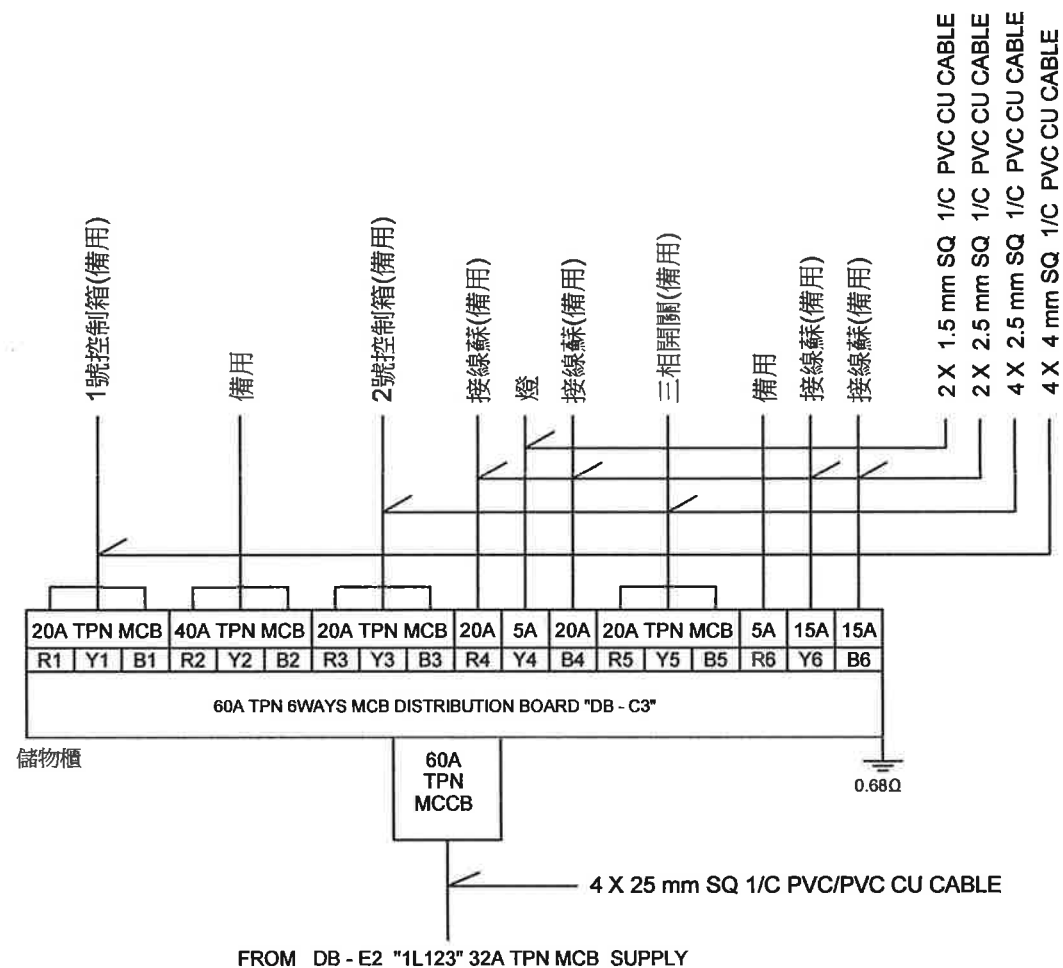 2 X 1.5 mm SQ 1/C PVC CU CABLE
2 X 2.5 mm SQ 1/C PVC CU CABLE
4 X 2.5 mm SQ 1/C PVC CU CABLE
4 X 4 mm SQ 1/C PVC CU CABLE
1號控制箱(備用)
備用
2號控制箱(備用)
接線蘇(備用)
燈
接線蘇(備用)
三相開關(備用)
備用
接線蘇(備用)
接線蘇(備用)
20A TPN MCB 40A TPN MCB 20A TPN MCB 20A 5A 20A 20A TPN MCB 5A 15A 15A
R1 Y1 B1 R2 Y2 B2 R3 Y3 B3 R4 Y4 B4 R5 Y5 B5 R6 Y6 B6
60A TPN 6WAYS MCB DISTRIBUTION BOARD "DB - C3"
儲物櫃
60A
TPN
MCCB
0.68Ω
4 X 25 mm SQ 1/C PVC/PVC CU CABLE
FROM DB - E2 "1L123" 32A TPN MCB SUPPLY